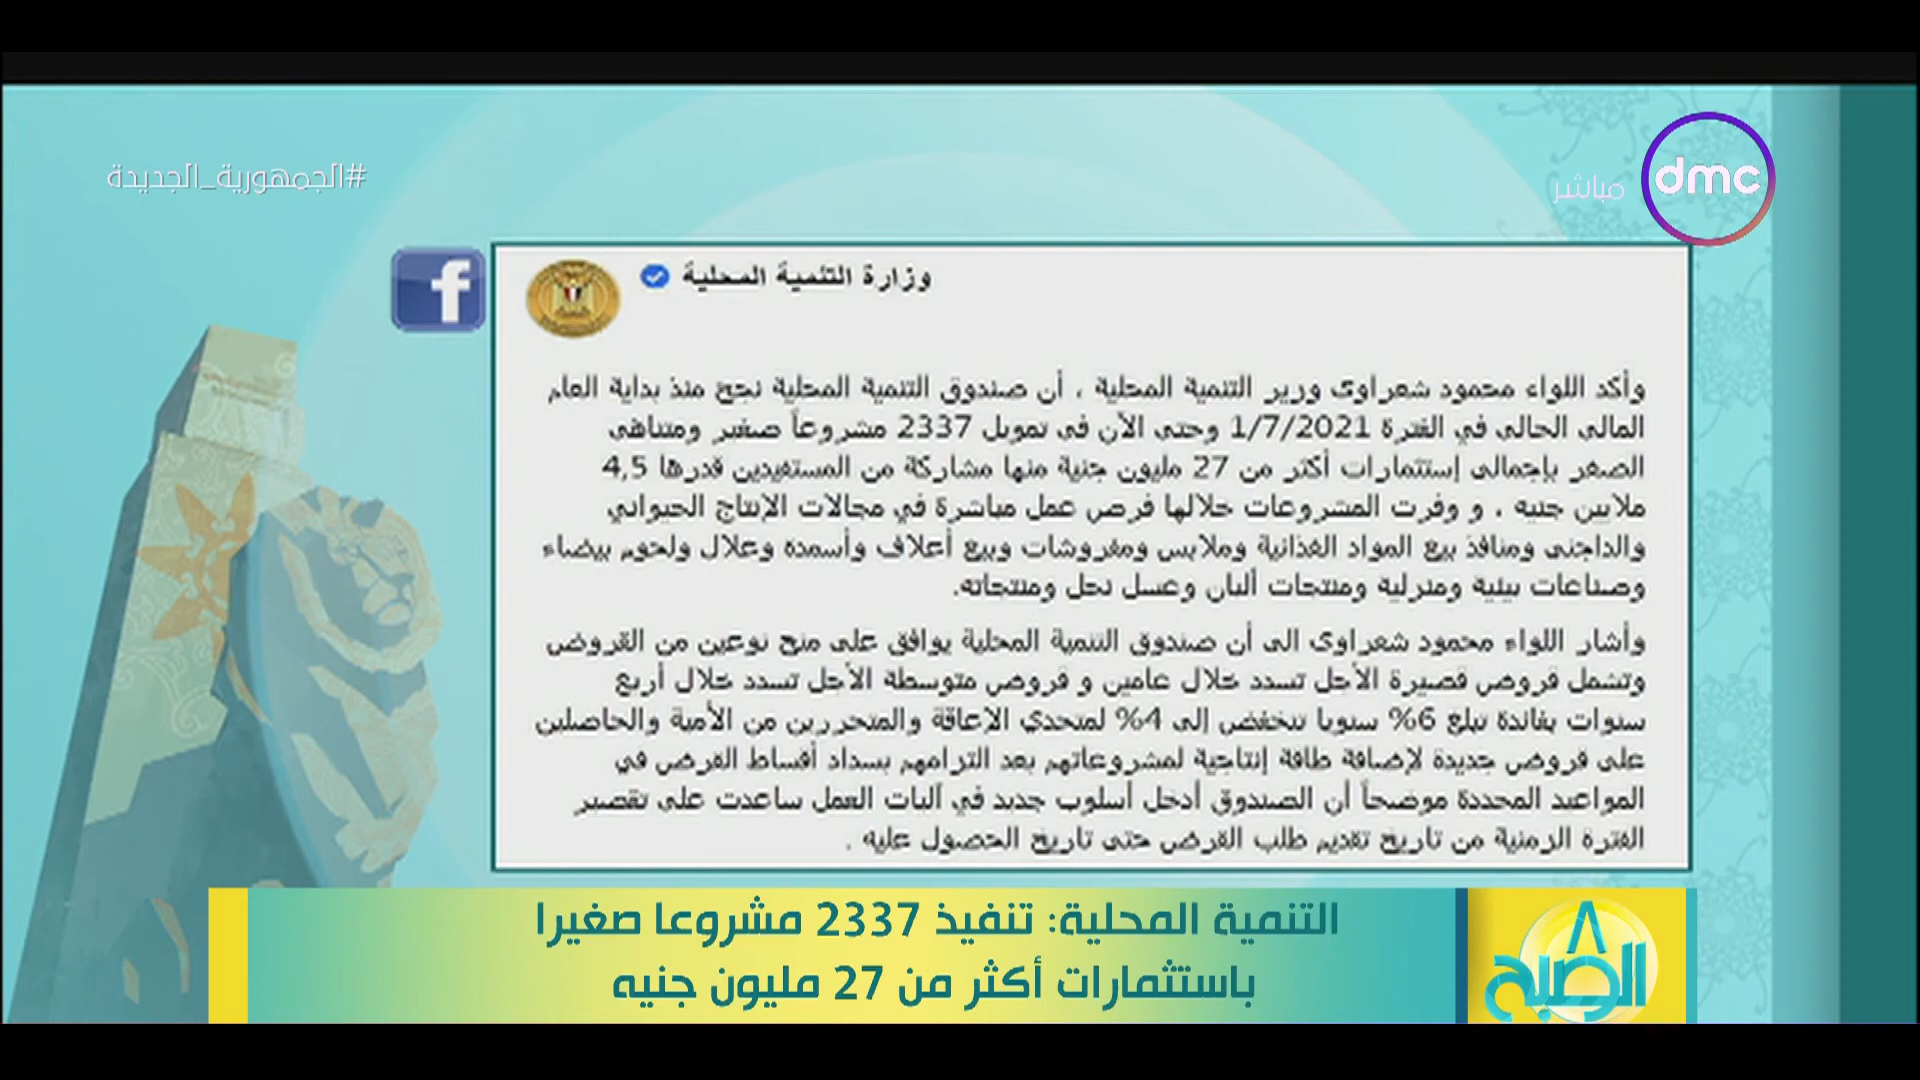 #الجمهورية_الجديدة
مباشر
dmc
وزارة التنمية المحلية
وأكد اللواء محمود شعراوى وزير التنمية المحلية ، أن صندوق التنمية المحلية نجح منذ بداية العام
المالى الحالى في الفترة 1/7/2021 وحتى الآن فى تمويل 2337 مشروعاً صغير ومتناهى
الصغر بإجمالى إستثمارات أكثر من 27 مليون جنية منها مشاركة من المستفيدين قدرها 4,5
ملايين جنيه ، و وفرت المشروعات خلالها فرص عمل مباشرة في مجالات الإنتاج الحيواني
والداجنى ومنافذ بيع المواد الغذائية وملابس ومفروشات وبيع أعلاف وأسمدة وغلال ولحوم بيضاء
وصناعات بيئية ومنزلية ومنتجات ألبان وعسل نحل ومنتجاته.
وأشار اللواء محمود شعراوى الى أن صندوق التنمية المحلية يوافق على منح نوعين من القروض
وتشمل قروض قصيرة الأجل تسدد خلال عامين و قروض متوسطة الأجل تسدد خلال أربع
سنوات بفائدة تبلغ 6% سنويا تنخفض إلى 4% لمتحدي الإعاقة والمتحررين من الأمية والحاصلين
على قروض جديدة لإضافة طاقة إنتاجية لمشروعاتهم بعد التزامهم بسداد أقساط القرض في
المواعيد المحددة موضحاً أن الصندوق أدخل أسلوب جديد في آليات العمل ساعدت على تقصير
الفترة الزمنية من تاريخ تقديم طلب القرض حتى تاريخ الحصول عليه .
التنمية المحلية: تنفيذ 2337 مشروعا صغيرا
باستثمارات أكثر من 27 مليون جنيه
٨
الصبح